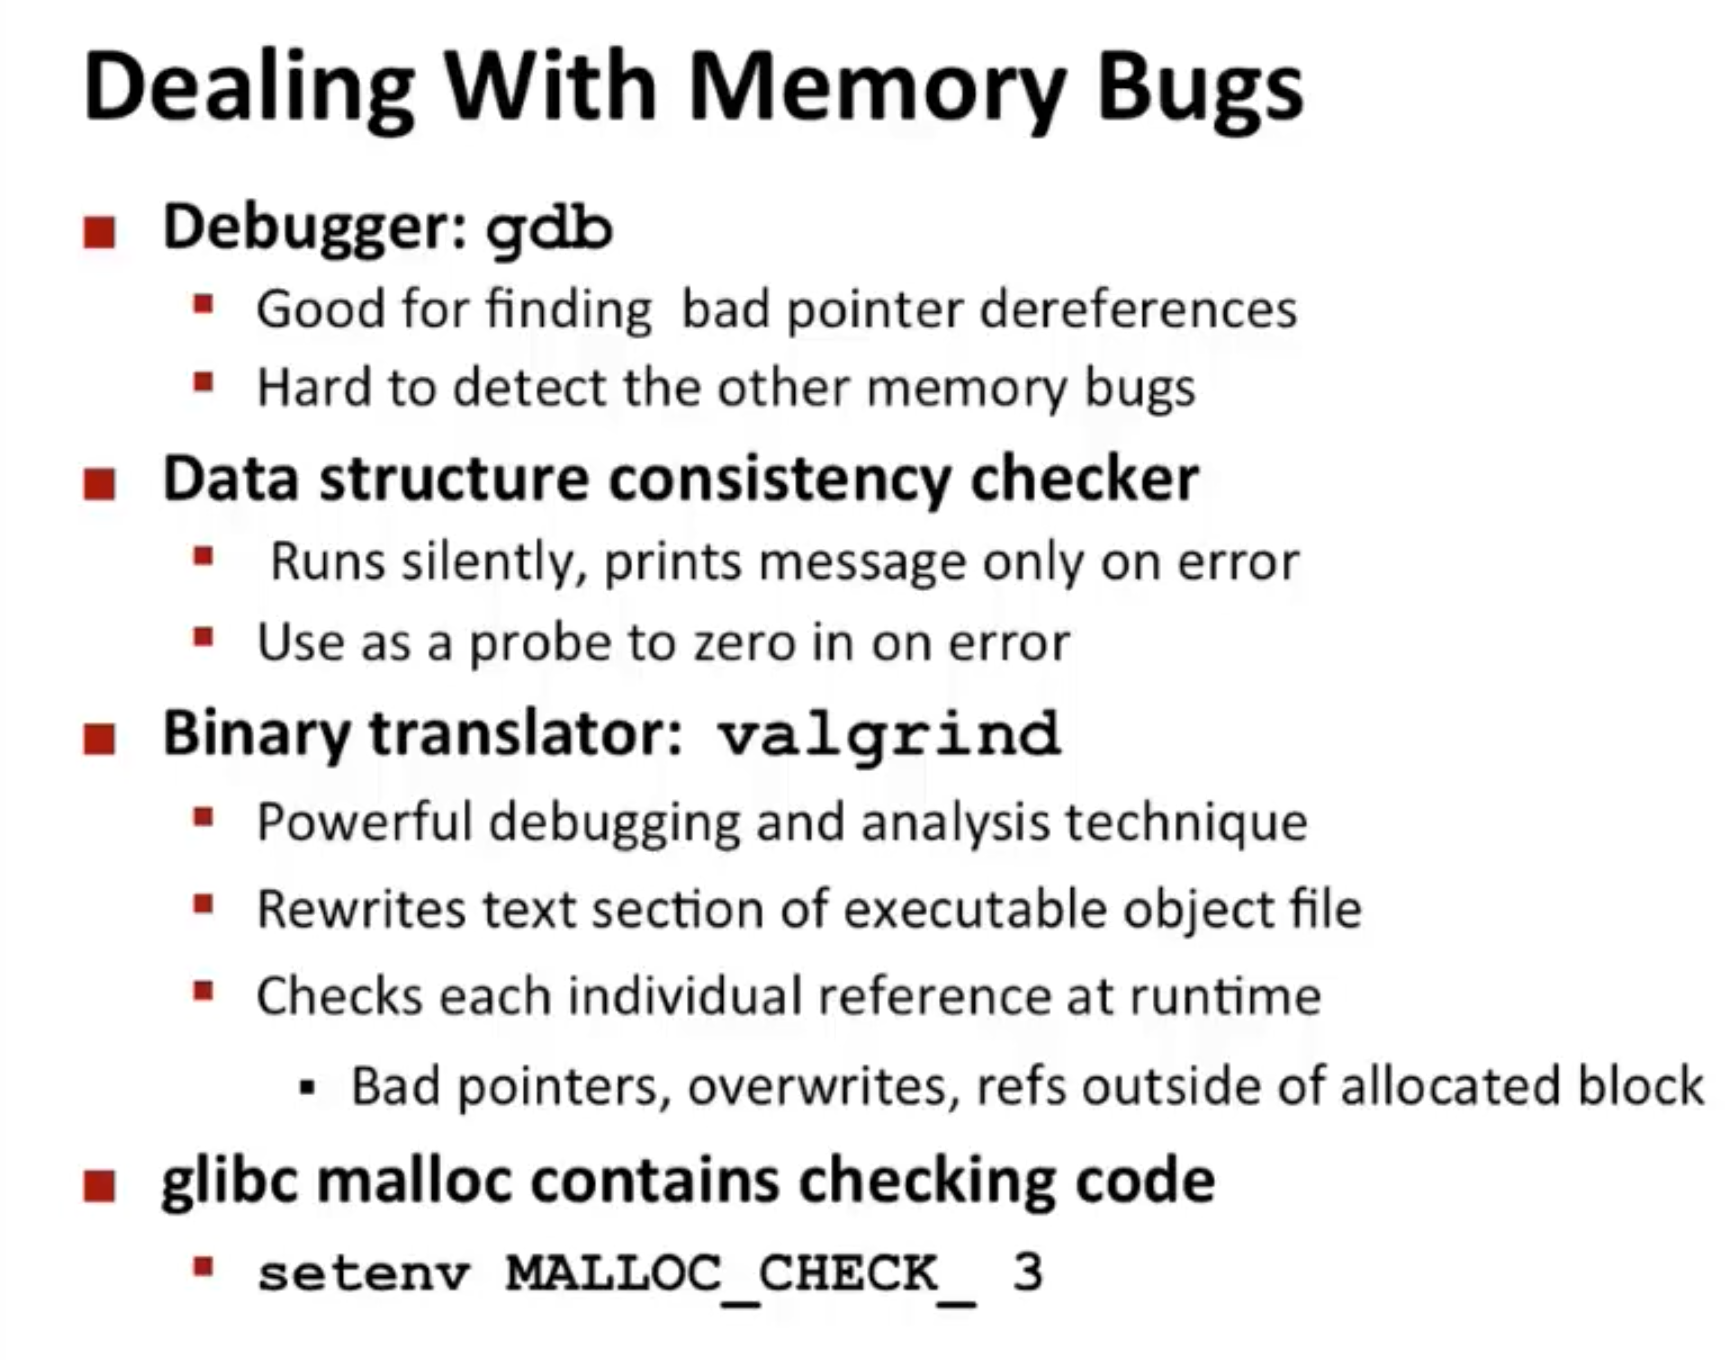 Dealing With Memory Bugs
Debugger: gdb
Good for finding bad pointer dereferences
Hard to detect the other memory bugs
Data structure consistency checker
Runs silently, prints message only on error
Use as a probe to zero in on error
Binary translator: valgrind
Powerful debugging and analysis technique
Rewrites text section of executable object file
Checks each individual reference at runtime
Bad pointers, overwrites, refs outside of allocated block
glibc malloc contains checking code
setenv MALLOC_CHECK_ 3